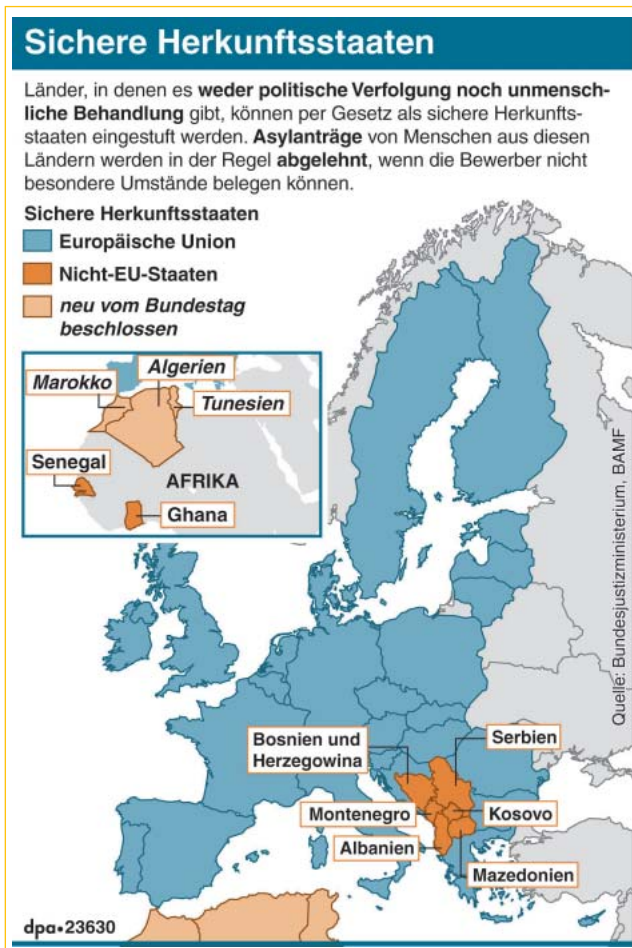 Sichere Herkunftsstaaten
Länder, in denen es weder politische Verfolgung noch unmensch-
liche Behandlung gibt, können per Gesetz als sichere Herkunfts-
staaten eingestuft werden. Asylanträge von Menschen aus diesen
Ländern werden in der Regel abgelehnt, wenn die Bewerber nicht
besondere Umstände belegen können.
Sichere Herkunftsstaaten
Europäische Union
Nicht-EU-Staaten
neu vom Bundestag
beschlossen
Algerien
Marokko
Tunesien
Senegal
AFRIKA
Ghana
Quelle: Bundesjustizministerium, BAMF
Bosnien und
Herzegowina
Serbien
Montenegro
Kosovo
Albanien
Mazedonien
dpa•23630